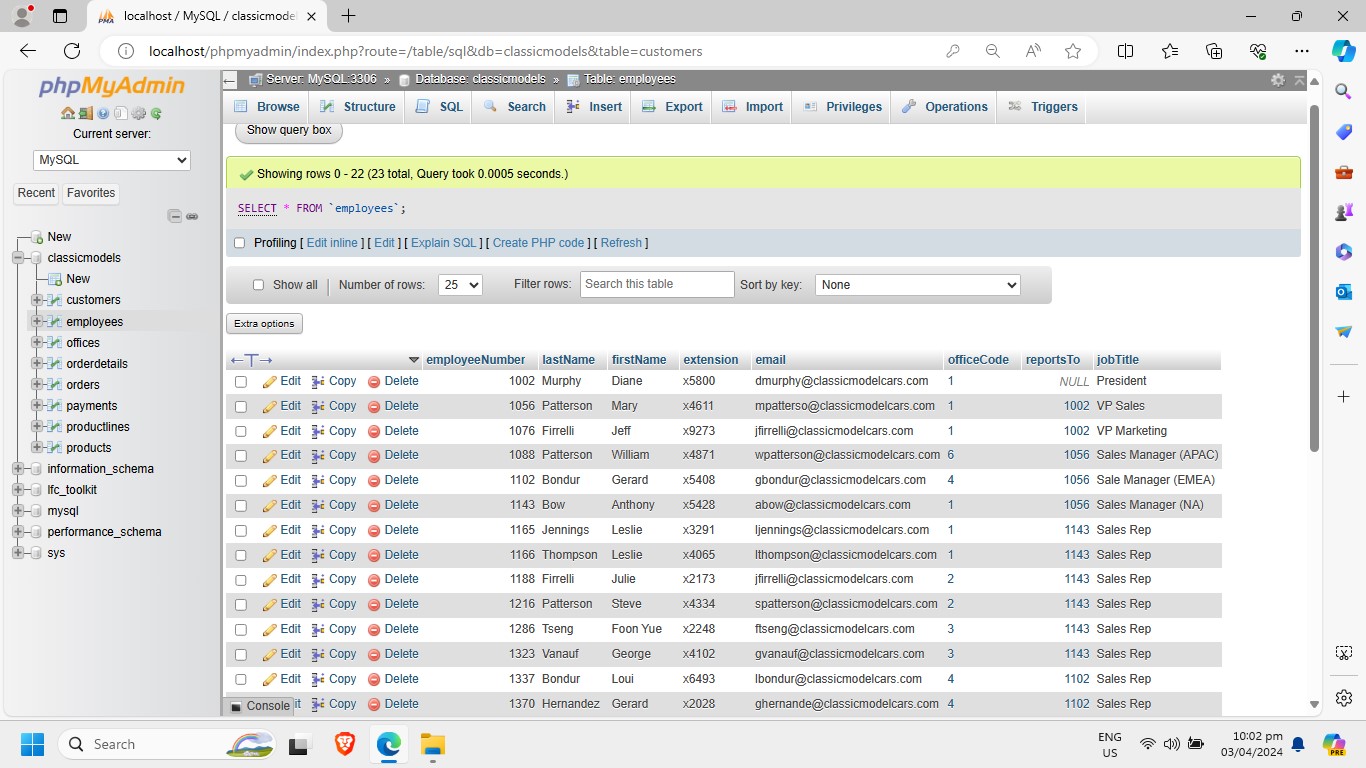 localhost / MySQL / classicmode
localhost/phpmyadmin/index.php?route=/table/sql&db=classicmodels&table=customers
phpMyAdmin
Current server:
MySQL
Recent Favorites
New
classicmodels
New
customers
employees
offices
orderdetails
orders
payments
productlines
products
information_schema
lfc_toolkit
mysql
performance_schema
sys
Server: MySQL:3306 » Database: classicmodels » Table: employees
Browse Structure SQL Search Insert Export Import Privileges Operations Triggers
Show query box
Showing rows 0 - 22 (23 total, Query took 0.0005 seconds.)
SELECT * FROM `employees`;
Profiling [ Edit inline ] [ Edit ] [ Explain SQL ] [ Create PHP code ] [ Refresh ]
Show all Number of rows: 25 Filter rows: Search this table Sort by key: None
Extra options
←T→ employeeNumber lastName firstName extension email officeCode reportsTo jobTitle
Edit Copy Delete 1002 Murphy Diane x5800 dmurphy@classicmodelcars.com 1 NULL President
Edit Copy Delete 1056 Patterson Mary x4611 mpatterso@classicmodelcars.com 1 1002 VP Sales
Edit Copy Delete 1076 Firrelli Jeff x9273 jfirrelli@classicmodelcars.com 1 1002 VP Marketing
Edit Copy Delete 1088 Patterson William x4871 wpatterson@classicmodelcars.com 6 1056 Sales Manager (APAC)
Edit Copy Delete 1102 Bondur Gerard x5408 gbondur@classicmodelcars.com 4 1056 Sale Manager (EMEA)
Edit Copy Delete 1143 Bow Anthony x5428 abow@classicmodelcars.com 1 1056 Sales Manager (NA)
Edit Copy Delete 1165 Jennings Leslie x3291 ljennings@classicmodelcars.com 1 1143 Sales Rep
Edit Copy Delete 1166 Thompson Leslie x4065 lthompson@classicmodelcars.com 1 1143 Sales Rep
Edit Copy Delete 1188 Firrelli Julie x2173 jfirrelli@classicmodelcars.com 2 1143 Sales Rep
Edit Copy Delete 1216 Patterson Steve x4334 spatterson@classicmodelcars.com 2 1143 Sales Rep
Edit Copy Delete 1286 Tseng Foon Yue x2248 ftseng@classicmodelcars.com 3 1143 Sales Rep
Edit Copy Delete 1323 Vanauf George x4102 gvanauf@classicmodelcars.com 3 1143 Sales Rep
Edit Copy Delete 1337 Bondur Loui x6493 lbondur@classicmodelcars.com 4 1102 Sales Rep
Console it Copy Delete 1370 Hernandez Gerard x2028 ghernande@classicmodelcars.com 4 1102 Sales Rep
Search
ENG
US
10:02 pm
03/04/2024